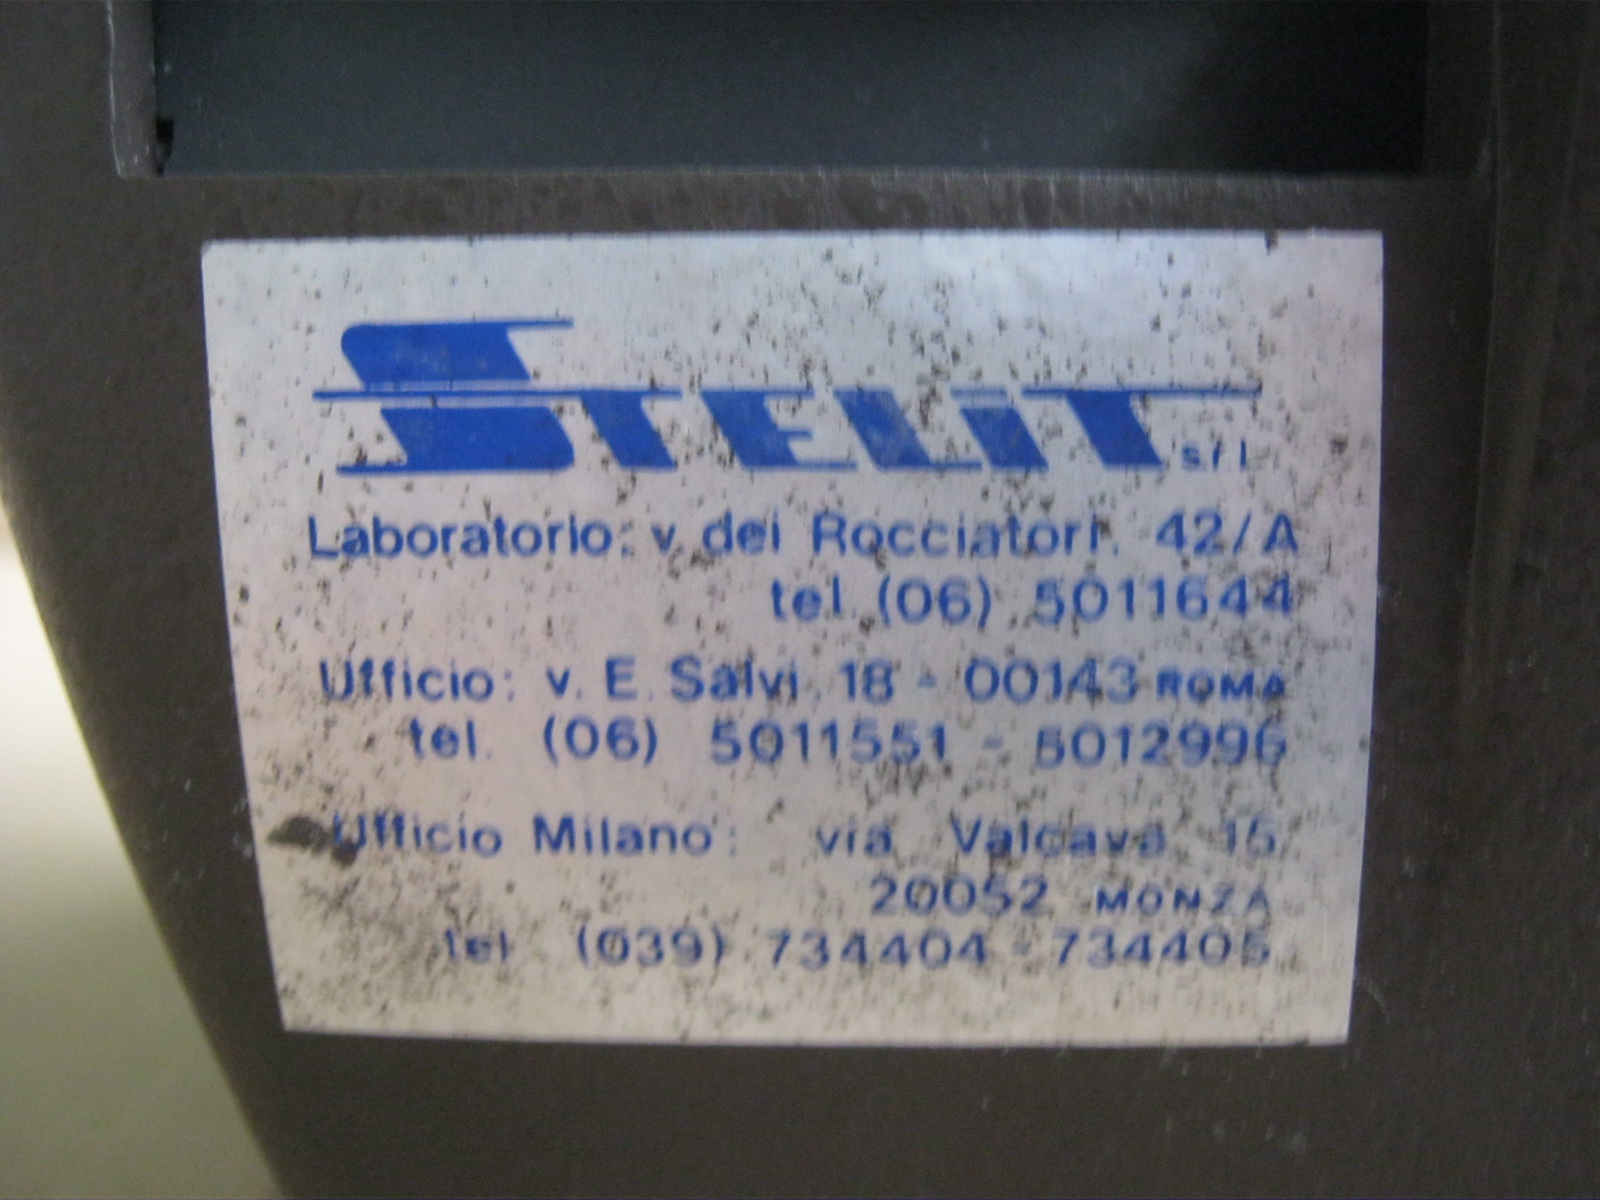 STELiT srl
Laboratorio: v. dei Rocciatori, 42/A
tel. (06) 5011644
Ufficio: v. E. Salvi, 18 - 00143 ROMA
tel. (06) 5011551 - 5012996
Ufficio Milano: via Valcava, 15
20052 MONZA
tel. (039) 734404 - 734405